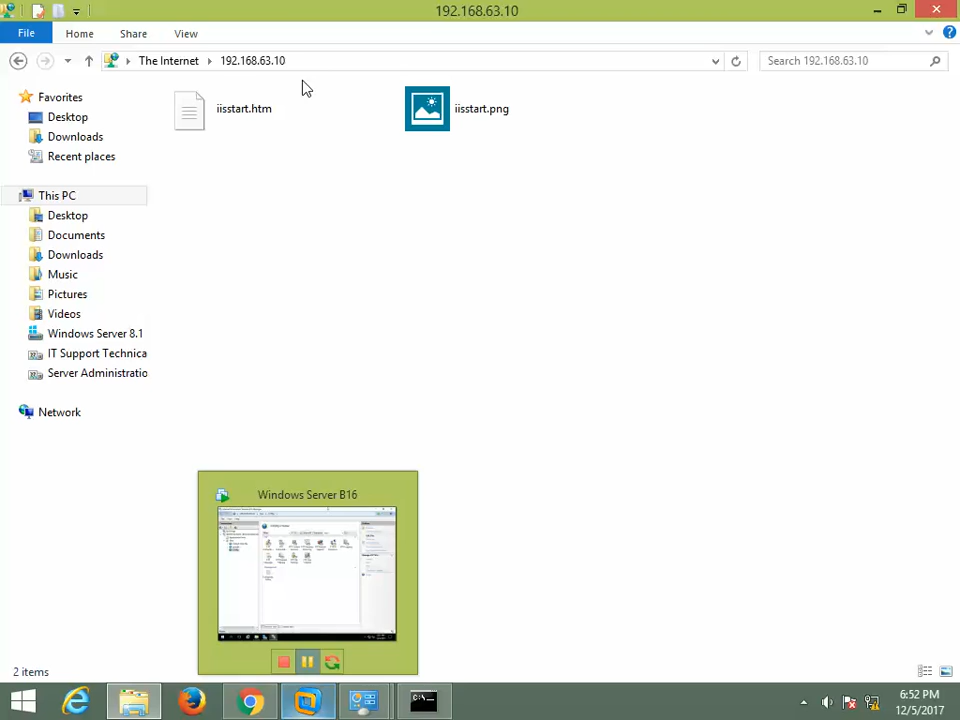 192.168.63.10
File
Home
Share
View
The Internet
192.168.63.10
Search 192.168.63.10
Favorites
Desktop
Downloads
Recent places
This PC
Desktop
Documents
Downloads
Music
Pictures
Videos
Windows Server 8.1
IT Support Technica
Server Administratio
Network
iisstart.htm
iisstart.png
Windows Server B16
2 items
6:52 PM
12/5/2017